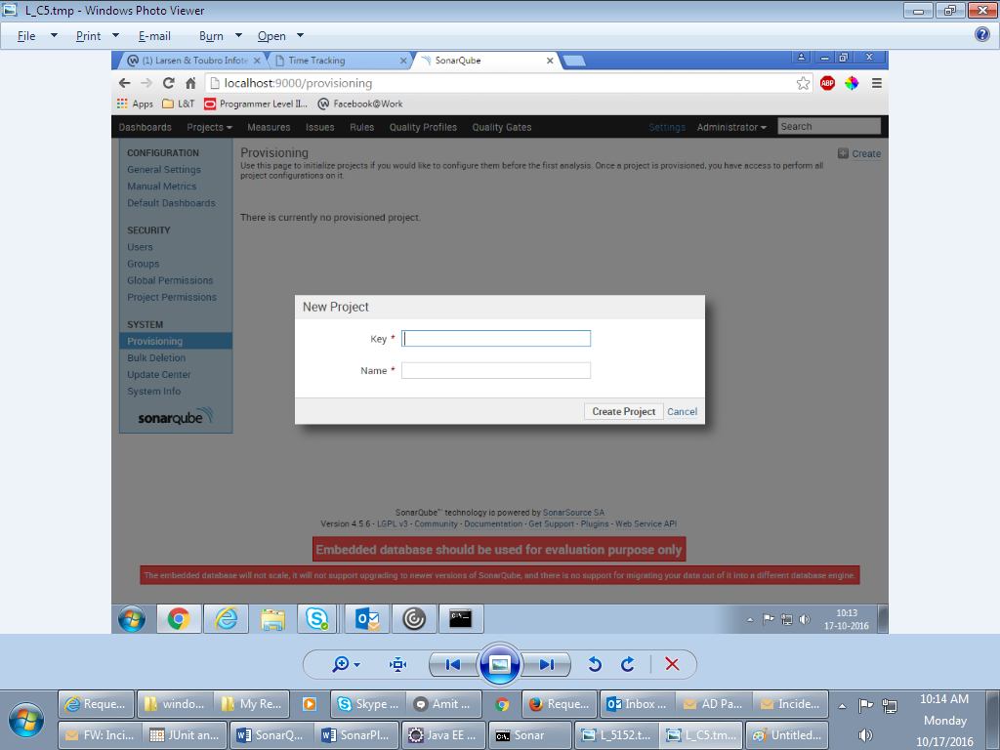 L_C5.tmp - Windows Photo Viewer
File Print E-mail Burn Open
(1) Larsen & Toubro Infote Time Tracking SonarQube
localhost:9000/provisioning ABP
Apps L&T Programmer Level II... Facebook@Work
Dashboards Projects Measures Issues Rules Quality Profiles Quality Gates Settings Administrator Search
CONFIGURATION
General Settings
Manual Metrics
Default Dashboards
SECURITY
Users
Groups
Global Permissions
Project Permissions
SYSTEM
Provisioning
Bulk Deletion
Update Center
System Info
sonarqube
Provisioning
Create
Use this page to initialize projects if you would like to configure them before the first analysis. Once a project is provisioned, you have access to perform all
project configurations on it.
There is currently no provisioned project.
New Project
Key *
Name *
Create Project Cancel
SonarQube™ technology is powered by SonarSource SA
Version 4.5.6 - LGPL v3 - Community - Documentation - Get Support - Plugins - Web Service API
Embedded database should be used for evaluation purpose only
The embedded database will not scale, it will not support upgrading to newer versions of SonarQube, and there is no support for migrating your data out of it into a different database engine.
10:13
17-10-2016
Reque... windo... My Re... Skype ... Amit ... Reque... Inbox ... AD Pa... Incide...
FW: Inci... JUnit an... SonarQ... SonarPl... Java EE ... Sonar L_5152.t... L_C5.tm... Untitled...
10:14 AM
Monday
10/17/2016